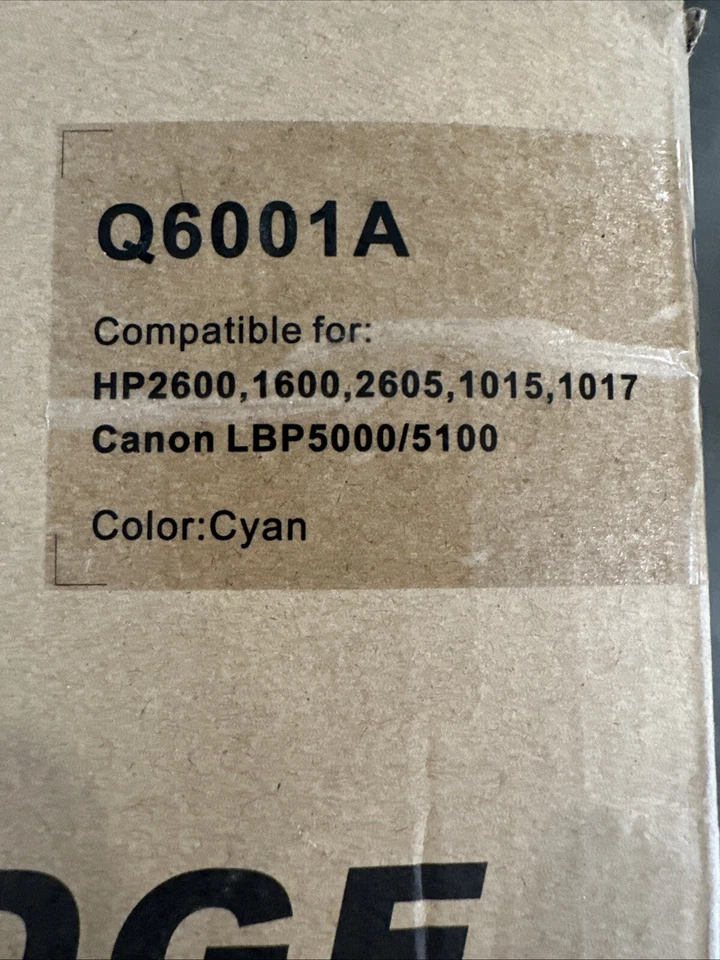 Q6001A
Compatible for:
HP2600,1600,2605,1015,1017
Canon LBP5000/5100
Color:Cyan